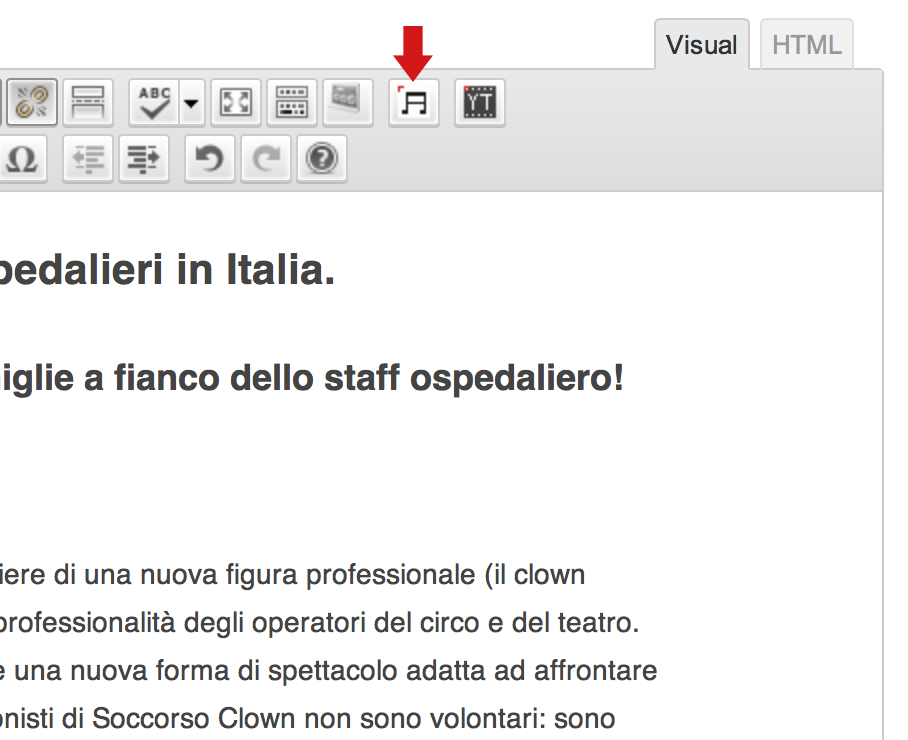 Visual HTML
ABC YT
Ω
pedalieri in Italia.
iglie a fianco dello staff ospedaliero!
iere di una nuova figura professionale (il clown
professionalità degli operatori del circo e del teatro.
e una nuova forma di spettacolo adatta ad affrontare
onisti di Soccorso Clown non sono volontari: sono